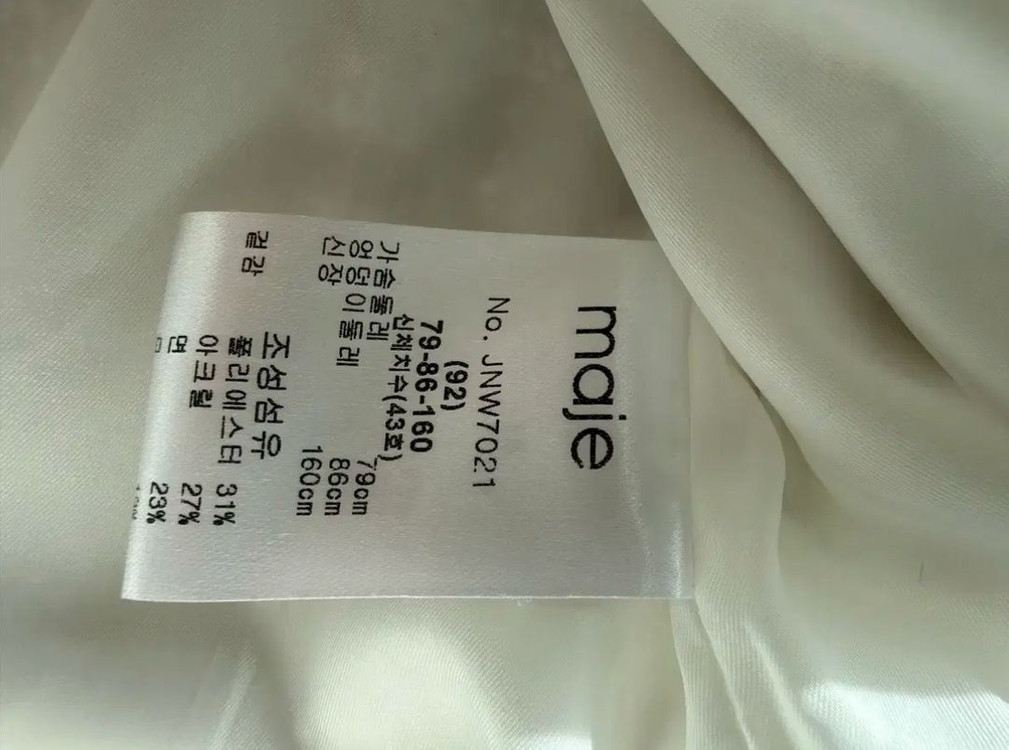 maje
No. JNW7021
(92)
79-86-160
신체치수(43호)
가슴둘레 79cm
엉덩이둘레 86cm
신장 160cm
조성섬유
겉감 폴리에스터 31%
아크릴 27%
면 23%